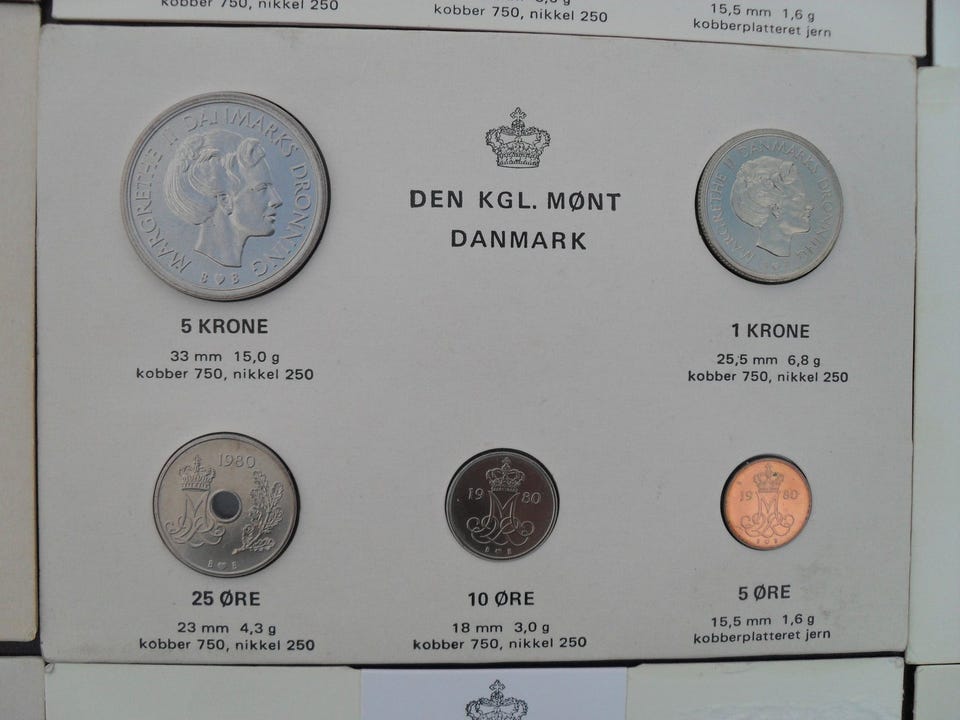 kobber 750, nikkel 250
kobber 750, nikkel 250
15,5 mm 1,6 g
kobberplatteret jern
MARGRETHE II DANMARKS DRONNING
B ♥ B
DEN KGL. MØNT
DANMARK
MARGRETHE II DANMARKS DRONNING
5 KRONE
33 mm 15,0 g
kobber 750, nikkel 250
1 KRONE
25,5 mm 6,8 g
kobber 750, nikkel 250
1980
B ♥ B
1980
B ♥ B
1980
B ♥ B
25 ØRE
23 mm 4,3 g
kobber 750, nikkel 250
10 ØRE
18 mm 3,0 g
kobber 750, nikkel 250
5 ØRE
15,5 mm 1,6 g
kobberplatteret jern